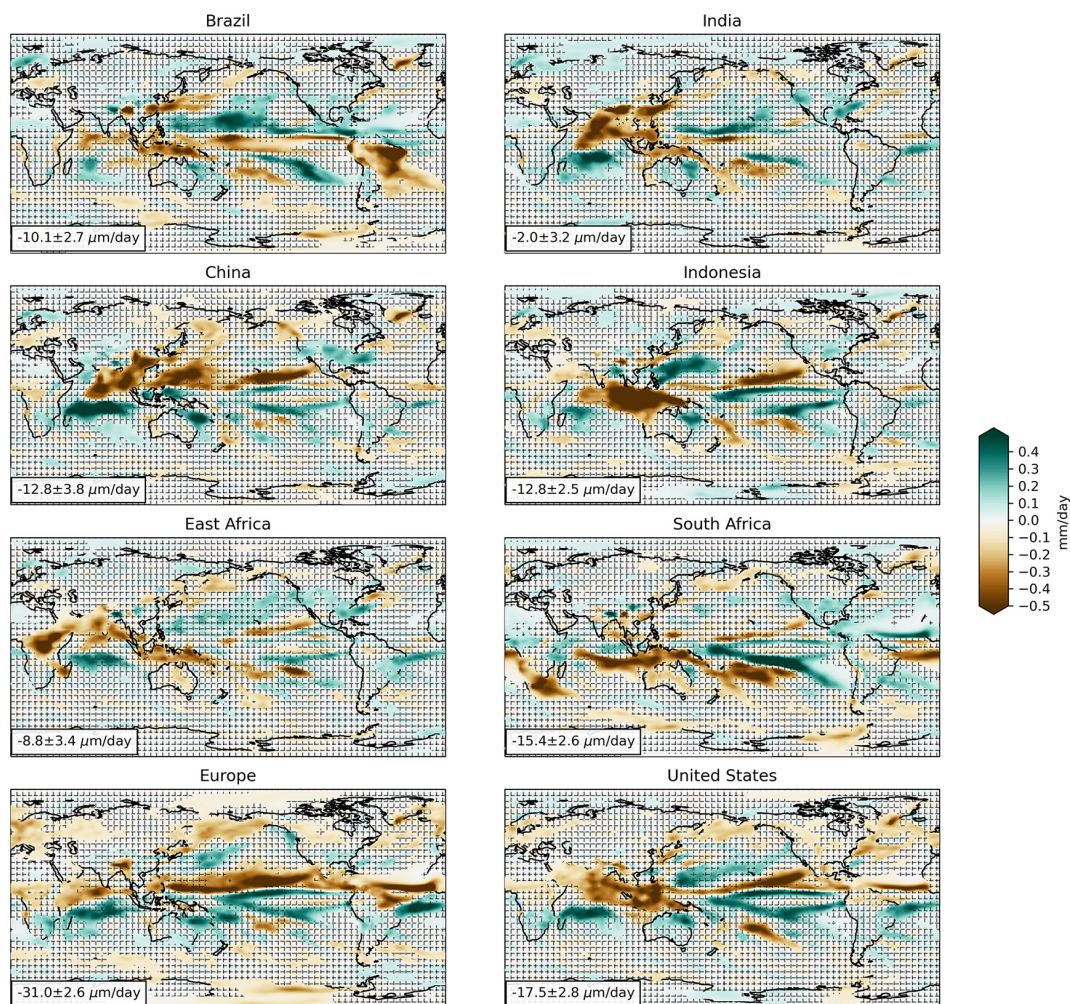 Brazil
India
-10.1±2.7 μm/day
-2.0±3.2 μm/day
China
Indonesia
-12.8±3.8 μm/day
-12.8±2.5 μm/day
East Africa
South Africa
-8.8±3.4 μm/day
-15.4±2.6 μm/day
Europe
United States
-31.0±2.6 μm/day
-17.5±2.8 μm/day
0.4
0.3
0.2
0.1
0.0
−0.1
−0.2
−0.3
−0.4
−0.5
mm/day